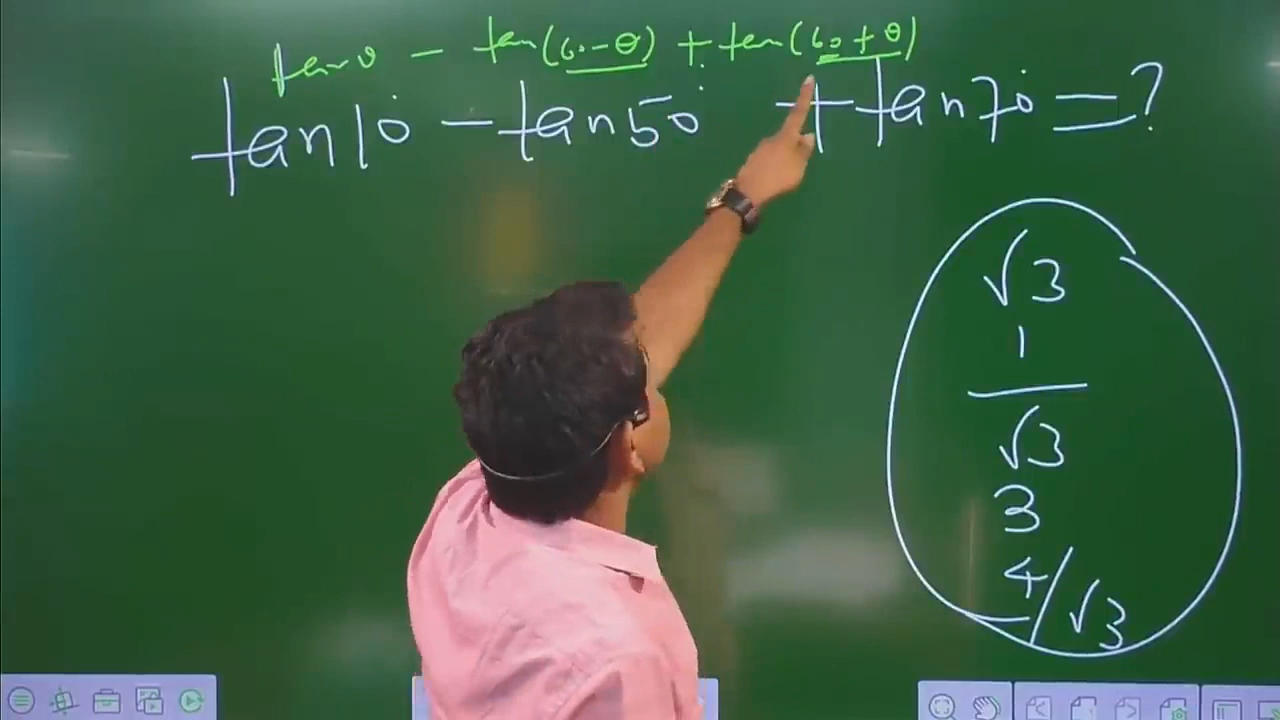 tanθ - tan(60-θ) + tan(60+θ)
tan10° - tan50° + tan70° = ?
√3
1
√3
3
4/√3